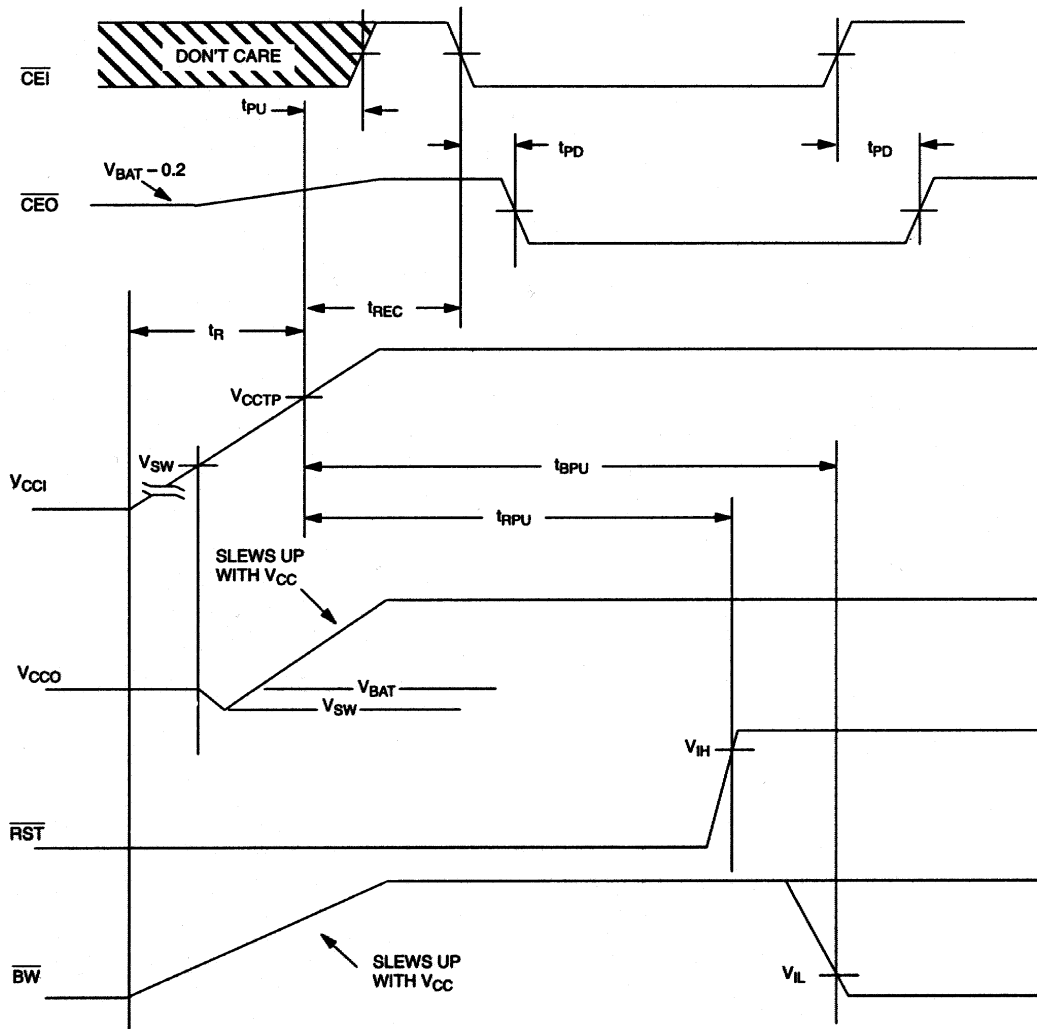 DON'T CARE
CEI
tPU
tPD
tPD
VBAT – 0.2
CEO
tREC
tR
VCCTP
VSW
tBPU
VCCI
tRPU
SLEWS UP
WITH VCC
VCCO
VBAT
VSW
VIH
RST
SLEWS UP
WITH VCC
BW
VIL